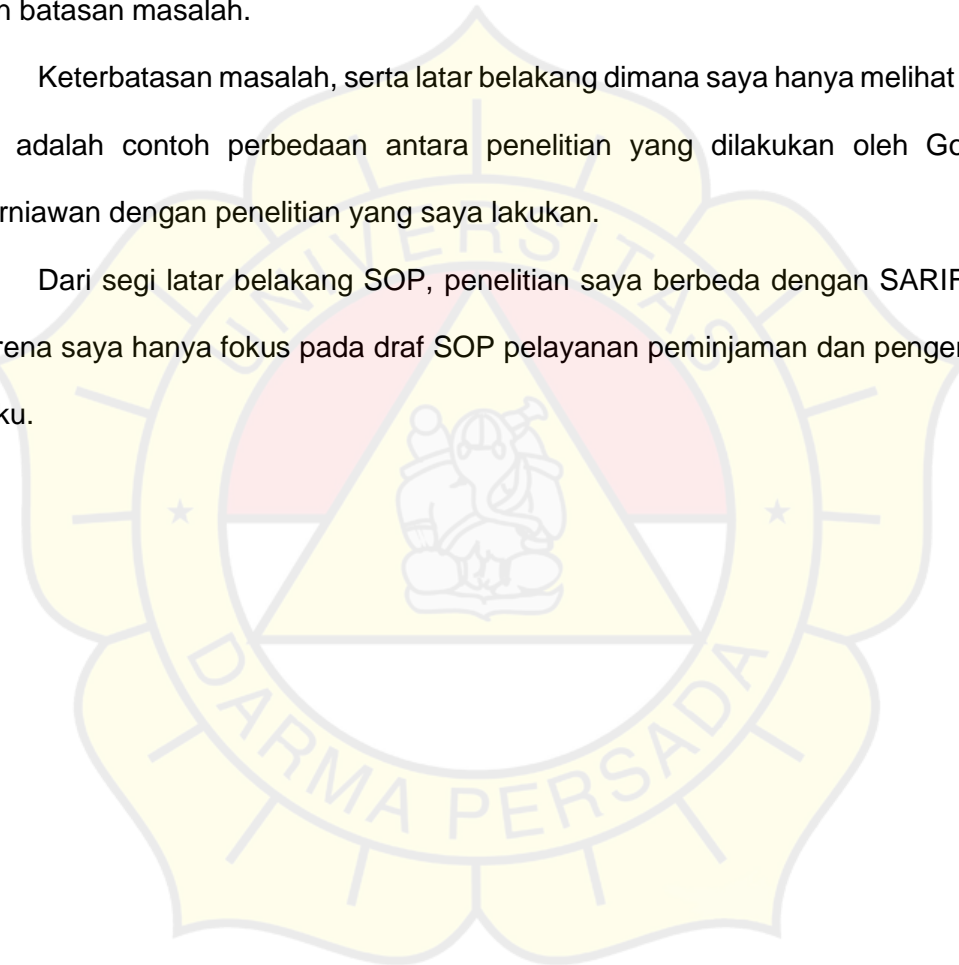 n batasan masalah.
Keterbatasan masalah, serta latar belakang dimana saya hanya melihat
adalah contoh perbedaan antara penelitian yang dilakukan oleh Go
rniawan dengan penelitian yang saya lakukan.
Dari segi latar belakang SOP, penelitian saya berbeda dengan SARIF
rena saya hanya fokus pada draf SOP pelayanan peminjaman dan penger
ku.
UNIVERSITAS
DARMA PERSADA